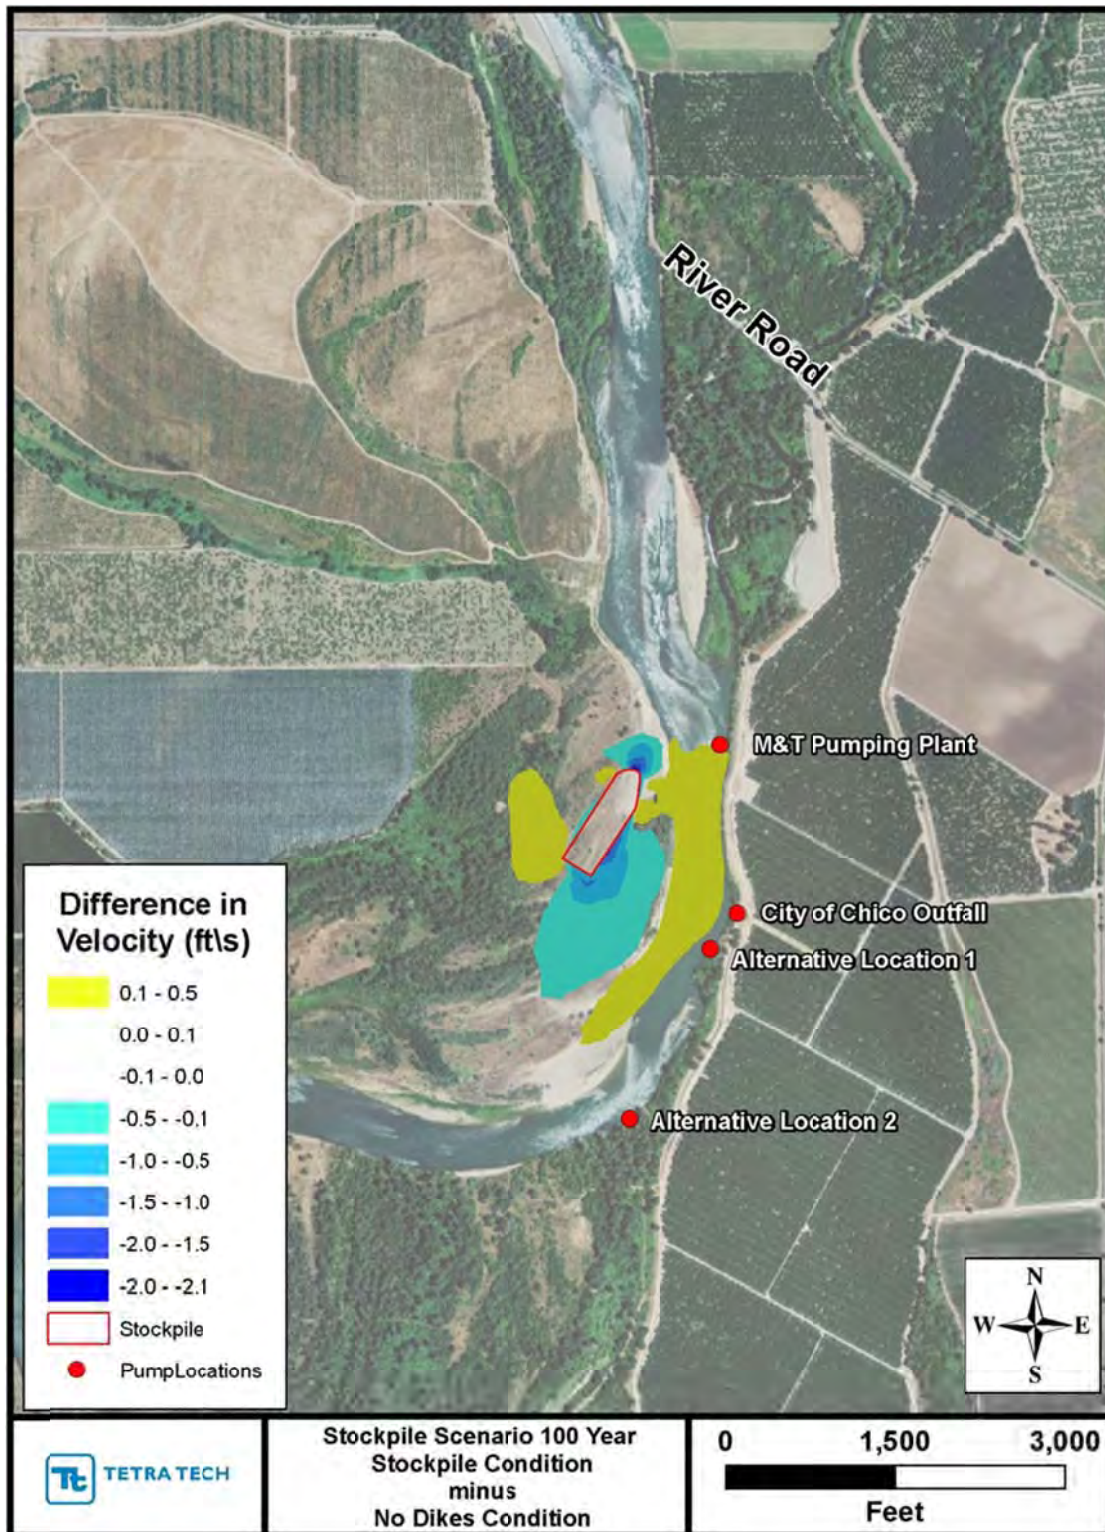 River Road
M&T Pumping Plant
City of Chico Outfall
Alternative Location 1
Alternative Location 2
Difference in
Velocity (ft\s)
0.1 - 0.5
0.0 - 0.1
-0.1 - 0.0
-0.5 - -0.1
-1.0 - -0.5
-1.5 - -1.0
-2.0 - -1.5
-2.0 - -2.1
Stockpile
PumpLocations
N
W E
S
Tt TETRA TECH
Stockpile Scenario 100 Year
Stockpile Condition
minus
No Dikes Condition
0 1,500 3,000
Feet